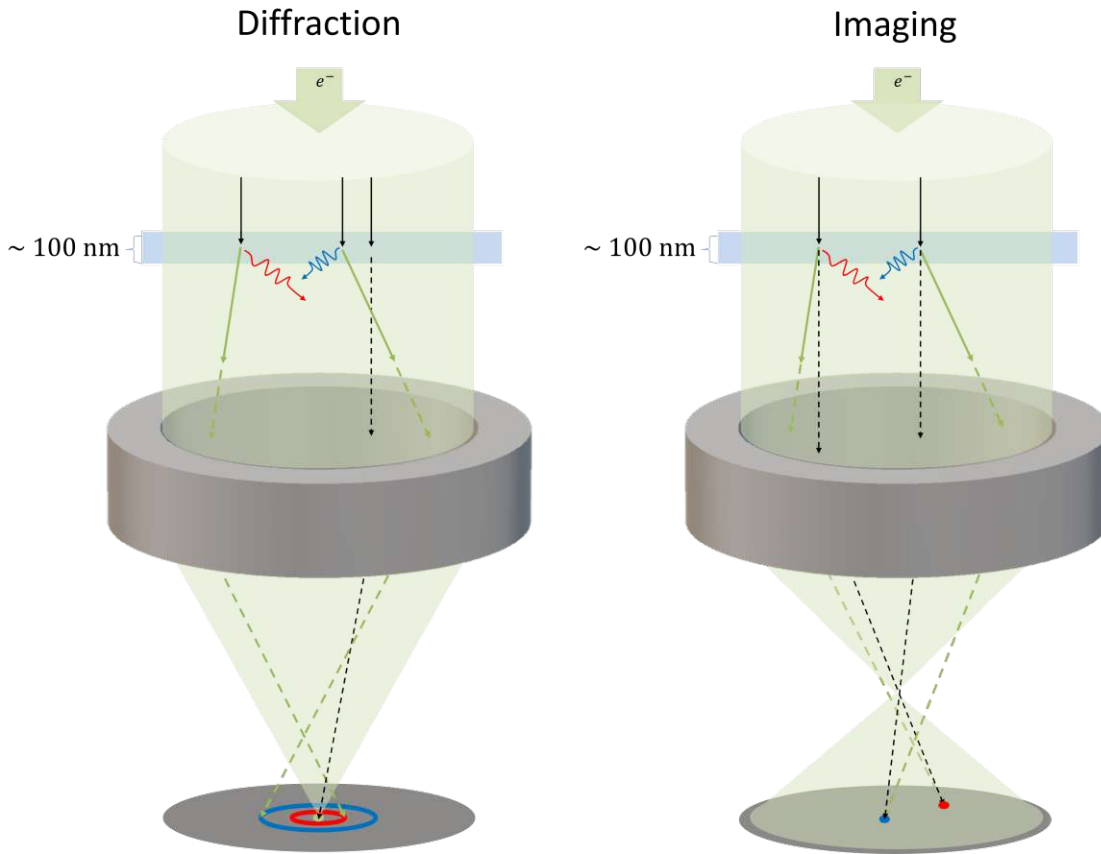 Diffraction
Imaging
e⁻
e⁻
~ 100 nm
~ 100 nm